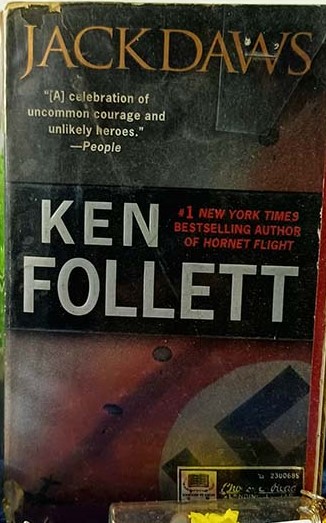 JACKDAWS
"[A] celebration of
uncommon courage and
unlikely heroes."
—People
KEN
#1 NEW YORK TIMES
BESTSELLING AUTHOR
OF HORNET FLIGHT
FOLLETT
2300685